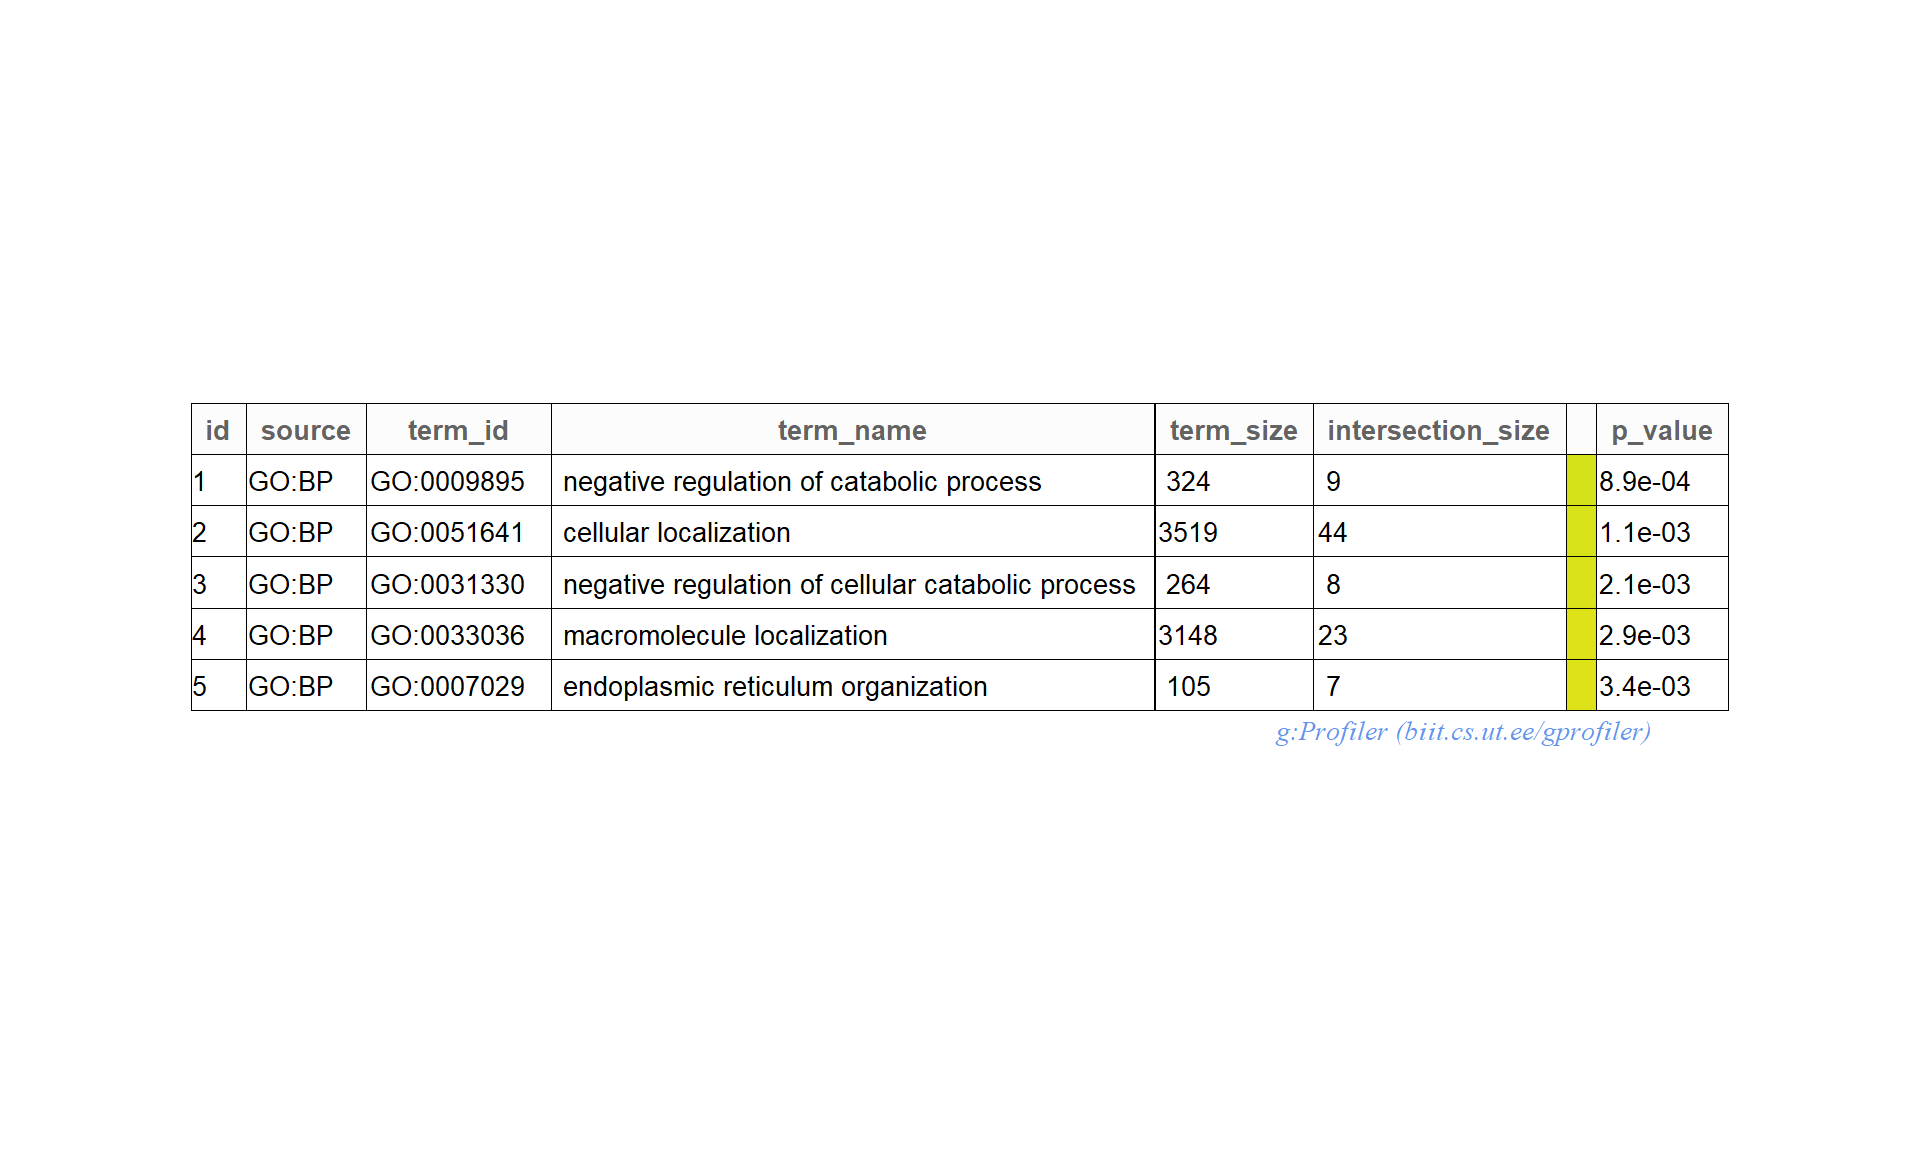 id source term_id term_name term_size intersection_size p_value
1 GO:BP GO:0009895 negative regulation of catabolic process 324 9 8.9e-04
2 GO:BP GO:0051641 cellular localization 3519 44 1.1e-03
3 GO:BP GO:0031330 negative regulation of cellular catabolic process 264 8 2.1e-03
4 GO:BP GO:0033036 macromolecule localization 3148 23 2.9e-03
5 GO:BP GO:0007029 endoplasmic reticulum organization 105 7 3.4e-03
g:Profiler (biit.cs.ut.ee/gprofiler)